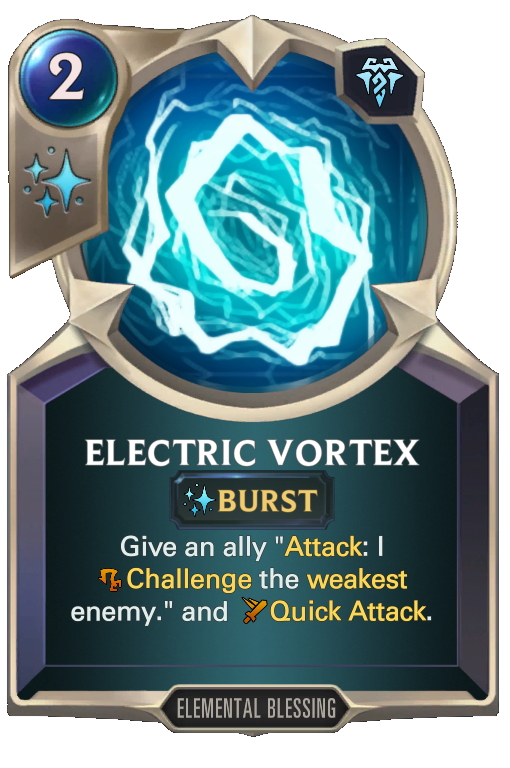 2
ELECTRIC VORTEX
BURST
Give an ally "Attack: I
Challenge the weakest
enemy." and Quick Attack.
ELEMENTAL BLESSING